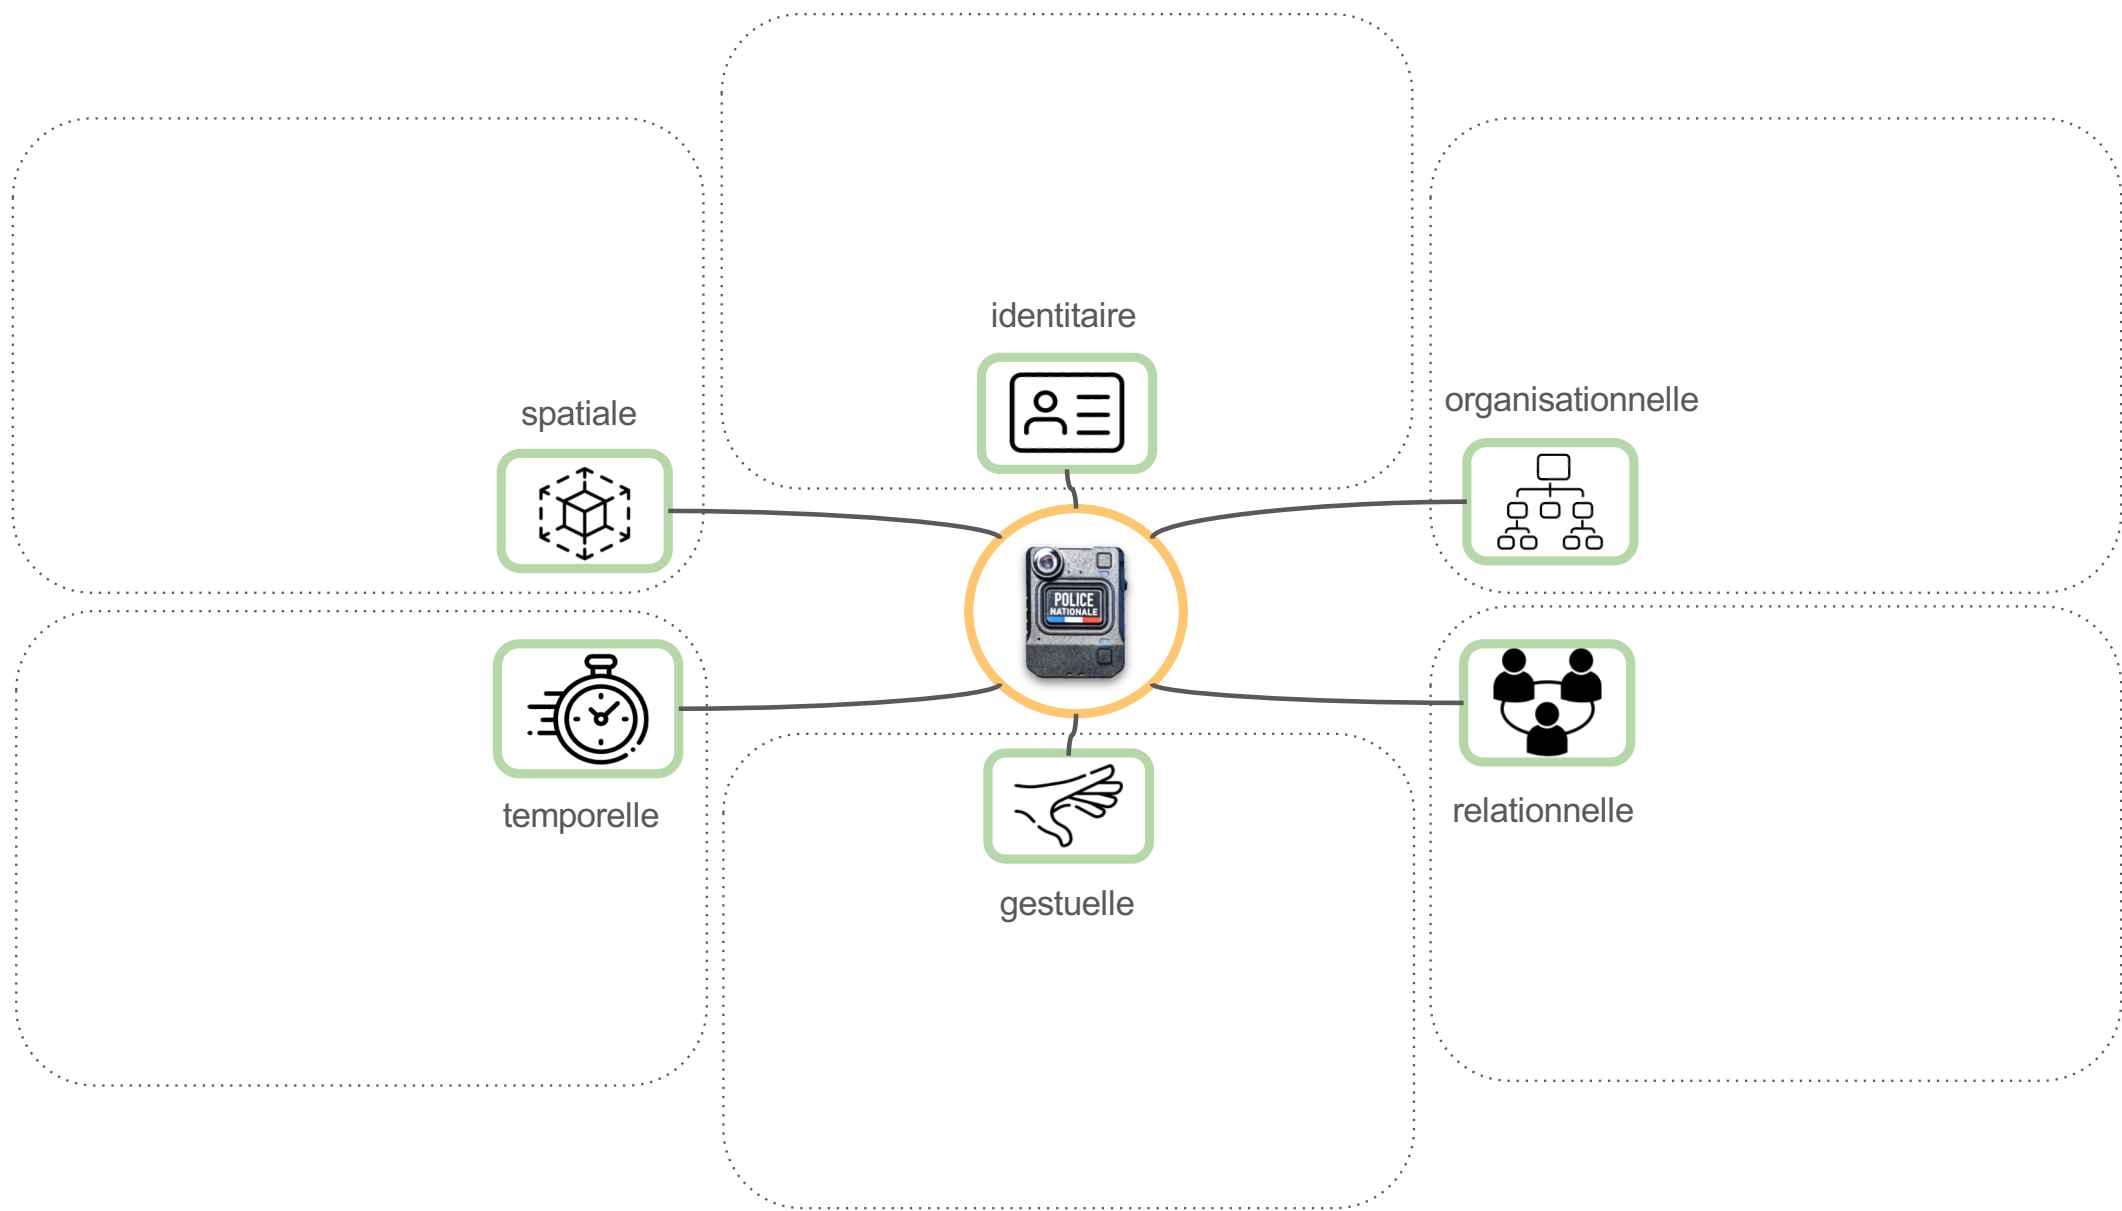 identitaire
organisationnelle
spatiale
POLICE
NATIONALE
temporelle
relationnelle
gestuelle